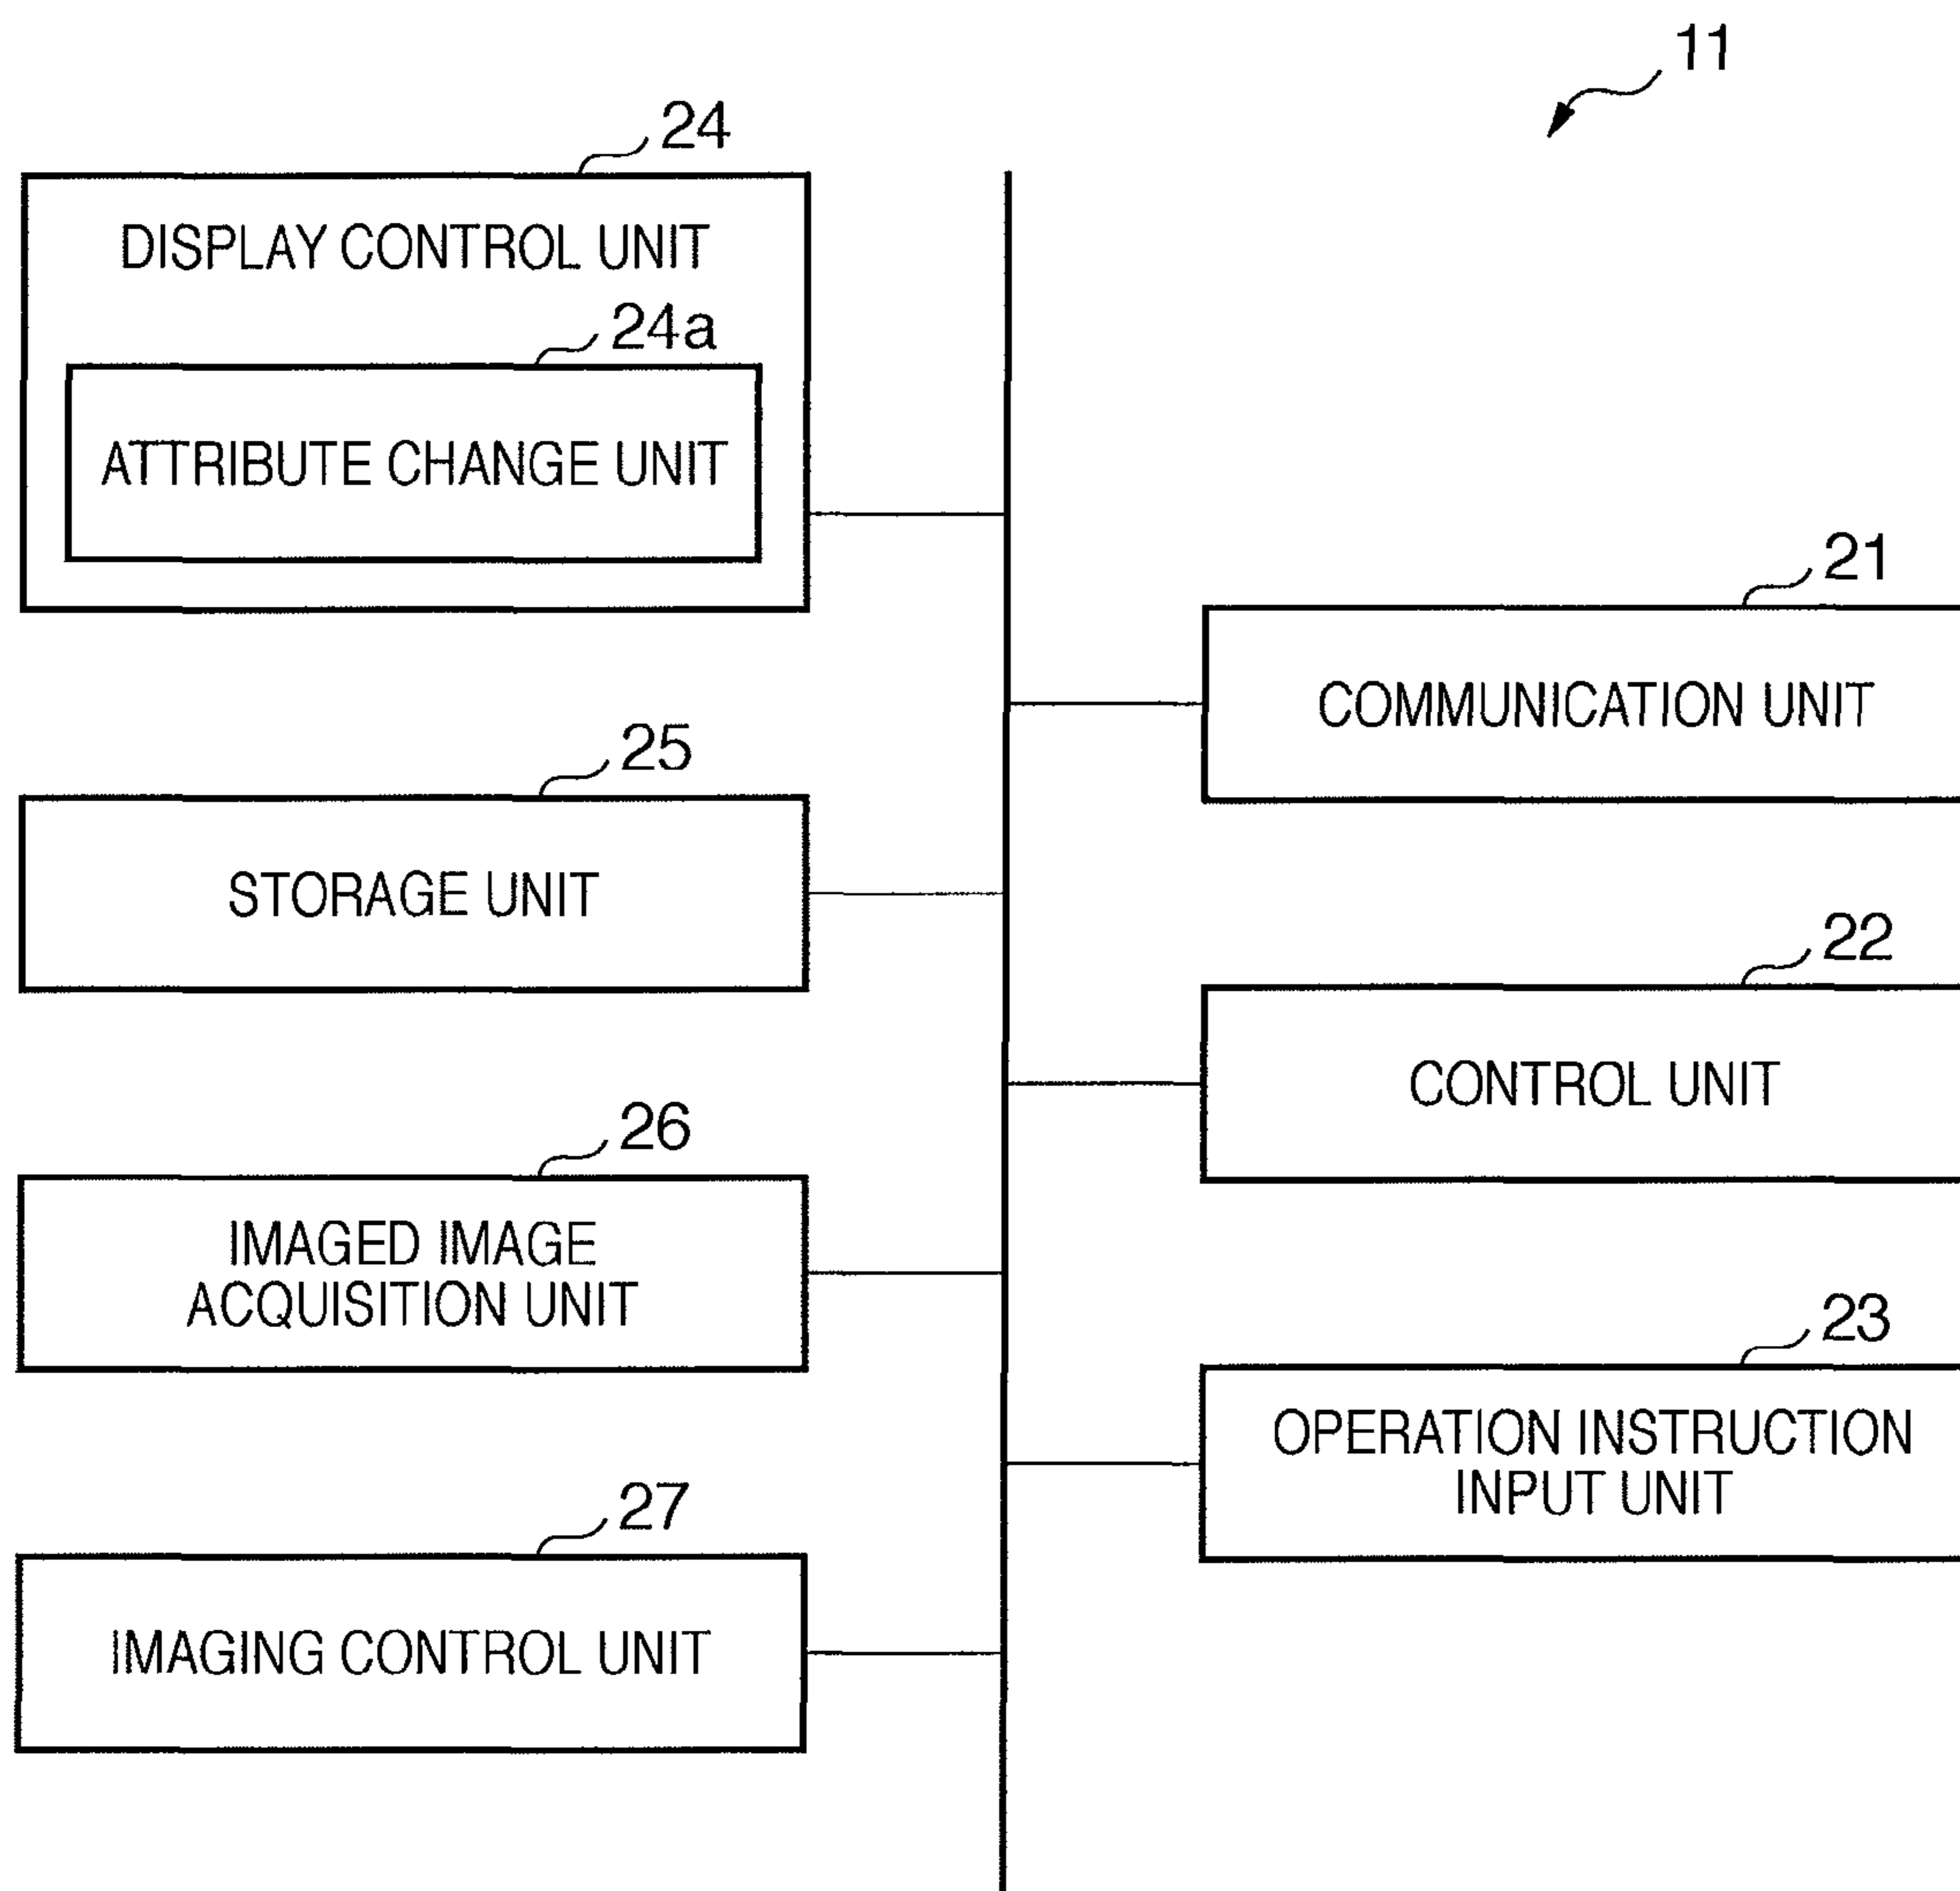 11
24
DISPLAY CONTROL UNIT
24a
ATTRIBUTE CHANGE UNIT
21
COMMUNICATION UNIT
25
STORAGE UNIT
22
CONTROL UNIT
26
IMAGED IMAGE
ACQUISITION UNIT
23
OPERATION INSTRUCTION
INPUT UNIT
27
IMAGING CONTROL UNIT